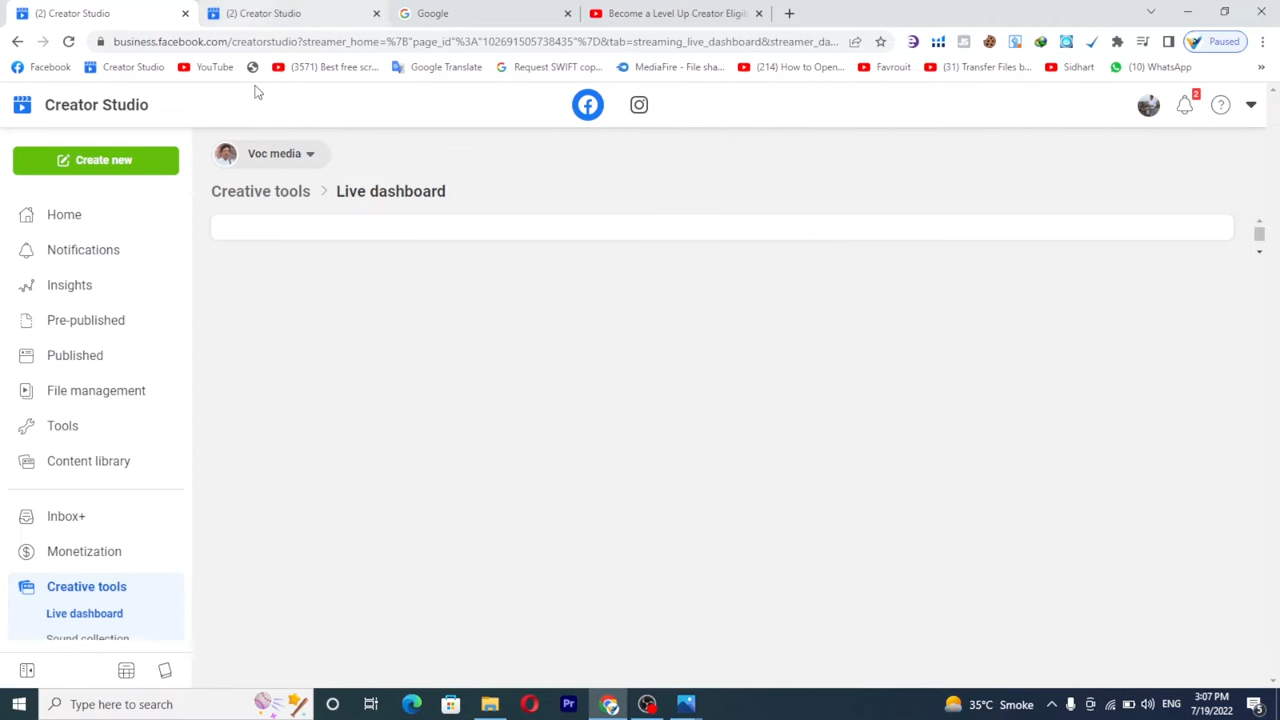 (2) Creator Studio
(2) Creator Studio
Google
Become a Level Up Creator Eligib
business.facebook.com/creatorstudio?streamer_home=%7B"page_id"%3A"102691505738435"%7D&tab=streaming_live_dashboard&streamer_da...
Paused
Facebook
Creator Studio
YouTube
(3571) Best free scr...
Google Translate
Request SWIFT cop...
MediaFire - File sha...
(214) How to Open...
Favrouit
(31) Transfer Files b...
Sidhart
(10) WhatsApp
»
Creator Studio
2
Create new
Voc media
Creative tools > Live dashboard
Home
Notifications
Insights
Pre-published
Published
File management
Tools
Content library
Inbox+
Monetization
Creative tools
Live dashboard
Sound collection
Type here to search
Pr
35°C Smoke
ENG
3:07 PM
7/19/2022
5